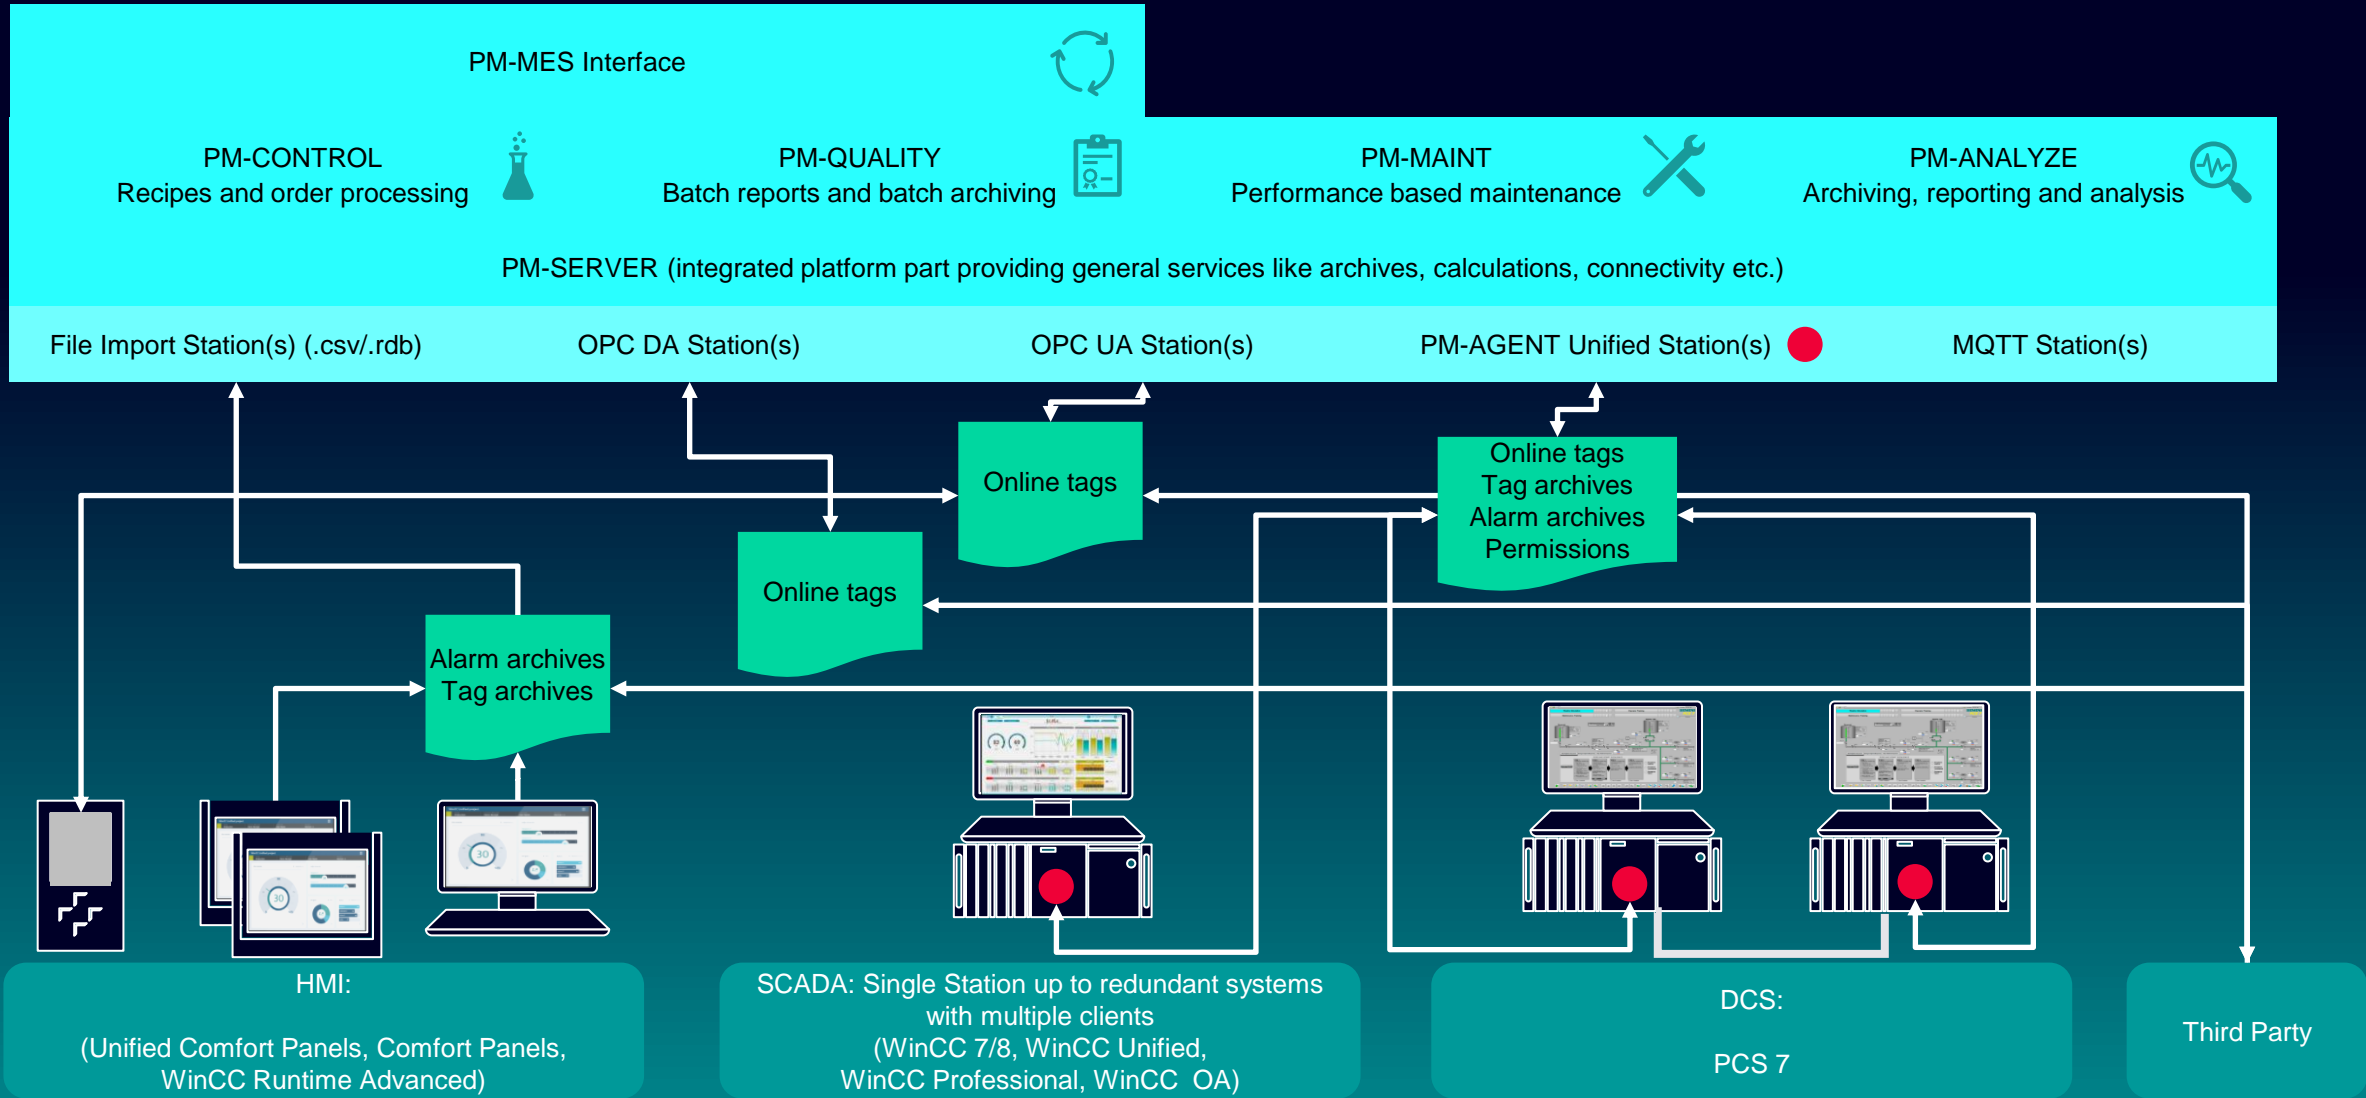 PM-MES Interface
PM-CONTROL
Recipes and order processing
PM-QUALITY
Batch reports and batch archiving
PM-MAINT
Performance based maintenance
PM-ANALYZE
Archiving, reporting and analysis
PM-SERVER (integrated platform part providing general services like archives, calculations, connectivity etc.)
File Import Station(s) (.csv/.rdb)
OPC DA Station(s)
OPC UA Station(s)
PM-AGENT Unified Station(s)
MQTT Station(s)
Online tags
Online tags
Tag archives
Alarm archives
Permissions
Online tags
Alarm archives
Tag archives
30
30
HMI:
(Unified Comfort Panels, Comfort Panels,
WinCC Runtime Advanced)
SCADA: Single Station up to redundant systems
with multiple clients
(WinCC 7/8, WinCC Unified,
WinCC Professional, WinCC  OA)
DCS:
PCS 7
Third Party